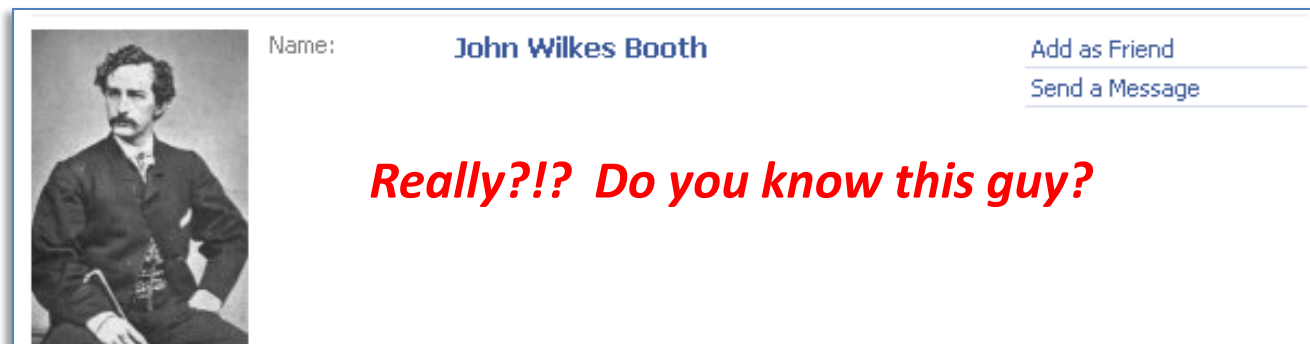 Name: John Wilkes Booth Add as Friend
Send a Message
Really?!? Do you know this guy?